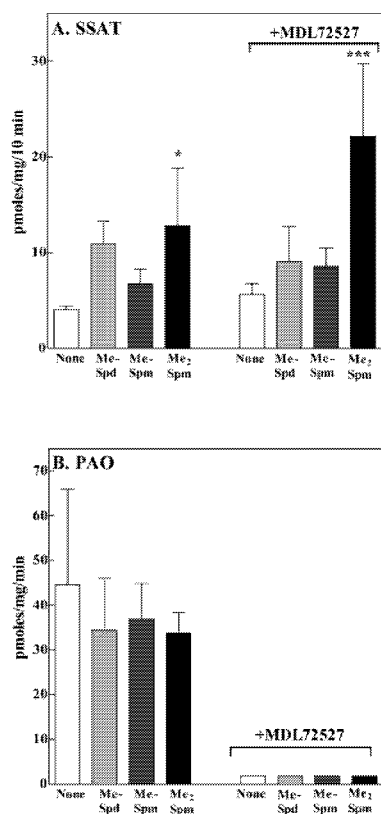 A. SSAT
+MDL72527
pmoles/mg/10 min
30
20
10
0
*
***
None Me- Spd Me- Spm Me2 Spm
None Me- Spd Me- Spm Me2 Spm
B. PAO
pmoles/mg/min
70
60
50
40
30
20
10
0
+MDL72527
None Me- Spd Me- Spm Me2 Spm
None Me- Spd Me- Spm Me2 Spm